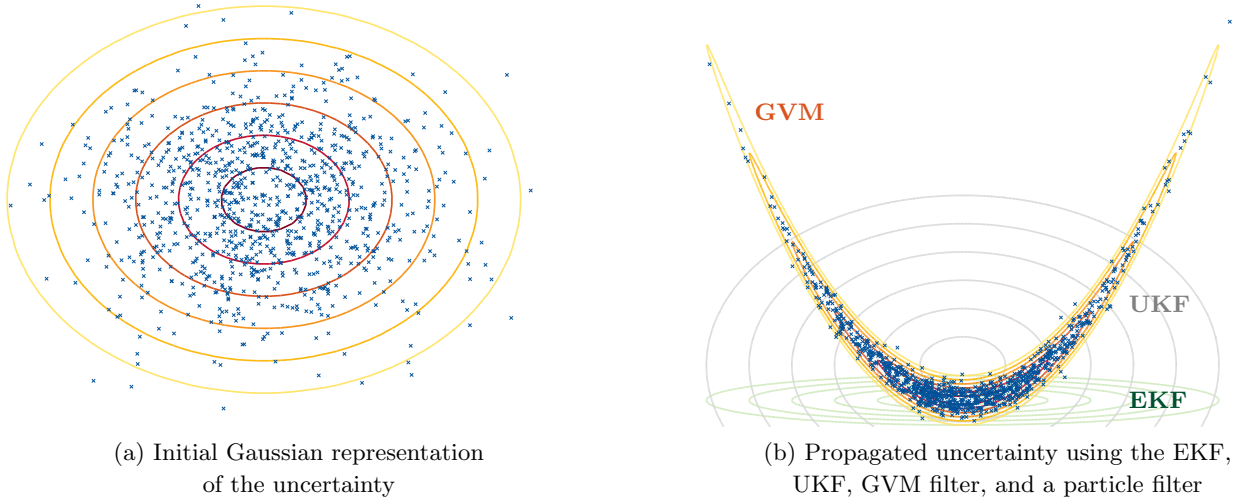 GVM
UKF
EKF
(a) Initial Gaussian representation
of the uncertainty
(b) Propagated uncertainty using the EKF,
UKF, GVM filter, and a particle filter